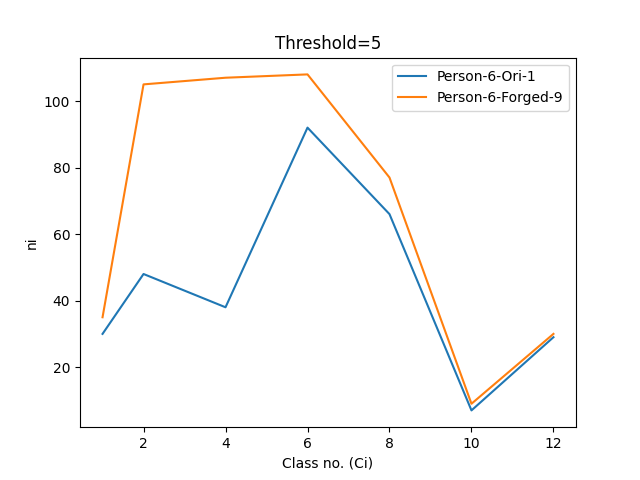 Threshold=5
Person-6-Ori-1
Person-6-Forged-9
ni
100
80
60
40
20
2 4 6 8 10 12
Class no. (Ci)